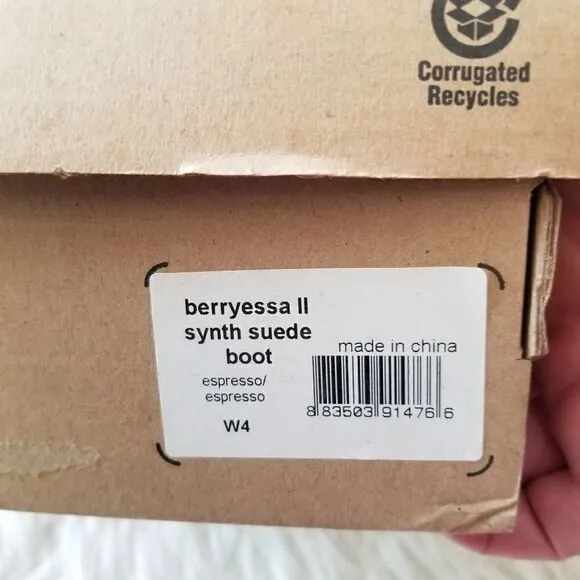 Corrugated
Recycles
berryessa II
synth suede
boot
espresso/
espresso
W4
made in china
8 83503 91476 6